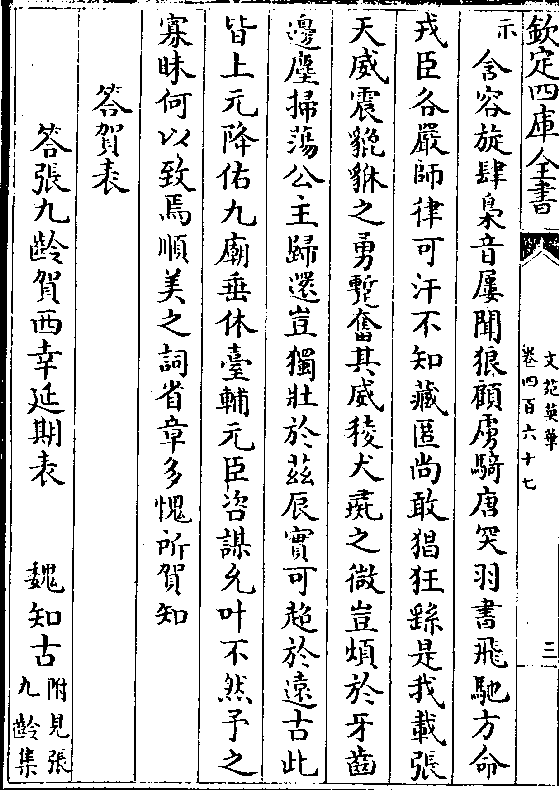 欽定四庫全書
文苑英華
卷四百六十七
三
示含容旋肆梟音屢聞狼顧虜騎唐突羽書飛馳方命
戎臣各嚴師律可汗不知藏匿尚敢猖狂繇是我載張
天威震貔貅之勇蹔奮其威稜犬羆之微豈煩於牙齒
邊塵掃蕩公主歸還豈獨壯於茲辰實可超於遠古此
皆上元降佑九廟垂休臺輔元臣咨謀允叶不然予之
寡昧何以致焉順美之詞省章多愧所賀知
答賀表
答張九齡賀西幸延期表 魏知古
附見張
九齡集